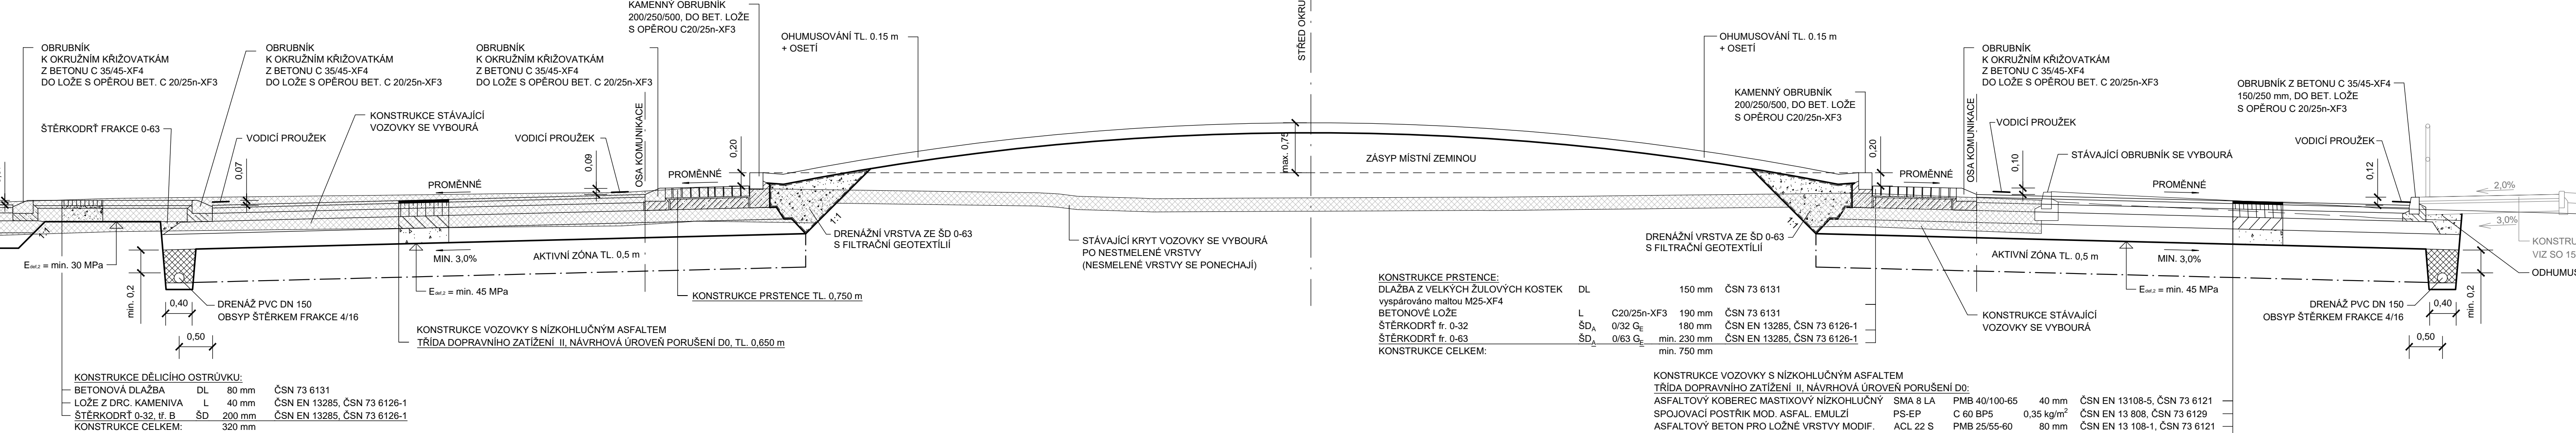 KAMENNÝ OBRUBNÍK
200/250/500, DO BET. LOŽE
S OPĚROU C20/25n-XF3
OBRUBNÍK
K OKRUŽNÍM KŘIŽOVATKÁM
Z BETONU C 35/45-XF4
DO LOŽE S OPĚROU BET. C 20/25n-XF3
OBRUBNÍK
K OKRUŽNÍM KŘIŽOVATKÁM
Z BETONU C 35/45-XF4
DO LOŽE S OPĚROU BET. C 20/25n-XF3
OBRUBNÍK
K OKRUŽNÍM KŘIŽOVATKÁM
Z BETONU C 35/45-XF4
DO LOŽE S OPĚROU BET. C 20/25n-XF3
OHUMUSOVÁNÍ TL. 0.15 m
+ OSETÍ
STŘED OKRU
OHUMUSOVÁNÍ TL. 0.15 m
+ OSETÍ
OBRUBNÍK
K OKRUŽNÍM KŘIŽOVATKÁM
Z BETONU C 35/45-XF4
DO LOŽE S OPĚROU BET. C 20/25n-XF3
KAMENNÝ OBRUBNÍK
200/250/500, DO BET. LOŽE
S OPĚROU C20/25n-XF3
OBRUBNÍK Z BETONU C 35/45-XF4
150/250 mm, DO BET. LOŽE
S OPĚROU C 20/25n-XF3
ŠTĚRKODRŤ FRAKCE 0-63
KONSTRUKCE STÁVAJÍCÍ
VOZOVKY SE VYBOURÁ
VODICÍ PROUŽEK
VODICÍ PROUŽEK
OSA KOMUNIKACE
0,07
0,09
0,20
PROMĚNNÉ
PROMĚNNÉ
max. 0,75
ZÁSYP MÍSTNÍ ZEMINOU
0,20
PROMĚNNÉ
OSA KOMUNIKACE
VODICÍ PROUŽEK
0,10
STÁVAJÍCÍ OBRUBNÍK SE VYBOURÁ
PROMĚNNÉ
VODICÍ PROUŽEK
0,12
2,0%
3,0%
1:1
1:1
1:1
DRENÁŽNÍ VRSTVA ZE ŠD 0-63
S FILTRAČNÍ GEOTEXTÍLIÍ
STÁVAJÍCÍ KRYT VOZOVKY SE VYBOURÁ
PO NESTMELENÉ VRSTVY
(NESMELENÉ VRSTVY SE PONECHAJÍ)
DRENÁŽNÍ VRSTVA ZE ŠD 0-63
S FILTRAČNÍ GEOTEXTÍLIÍ
KONSTRU
VIZ SO 15
ODHUMUS
Edef,2 = min. 30 MPa
MIN. 3,0%
AKTIVNÍ ZÓNA TL. 0,5 m
Edef,2 = min. 45 MPa
KONSTRUKCE PRSTENCE TL. 0,750 m
AKTIVNÍ ZÓNA TL. 0,5 m
MIN. 3,0%
Edef,2 = min. 45 MPa
min. 0,2
0,40
0,50
DRENÁŽ PVC DN 150
OBSYP ŠTĚRKEM FRAKCE 4/16
KONSTRUKCE STÁVAJÍCÍ
VOZOVKY SE VYBOURÁ
DRENÁŽ PVC DN 150
OBSYP ŠTĚRKEM FRAKCE 4/16
0,40
min. 0,2
0,50
KONSTRUKCE VOZOVKY S NÍZKOHLUČNÝM ASFALTEM
TŘÍDA DOPRAVNÍHO ZATÍŽENÍ II, NÁVRHOVÁ ÚROVEŇ PORUŠENÍ D0, TL. 0,650 m
KONSTRUKCE PRSTENCE:
DLAŽBA Z VELKÝCH ŽULOVÝCH KOSTEK DL 150 mm ČSN 73 6131
vyspárováno maltou M25-XF4
BETONOVÉ LOŽE L C20/25n-XF3 190 mm ČSN 73 6131
ŠTĚRKODRŤ fr. 0-32 ŠDA 0/32 GE 180 mm ČSN EN 13285, ČSN 73 6126-1
ŠTĚRKODRŤ fr. 0-63 ŠDA 0/63 GE min. 230 mm ČSN EN 13285, ČSN 73 6126-1
KONSTRUKCE CELKEM: min. 750 mm
KONSTRUKCE DĚLICÍHO OSTRŮVKU:
BETONOVÁ DLAŽBA DL 80 mm ČSN 73 6131
LOŽE Z DRC. KAMENIVA L 40 mm ČSN EN 13285, ČSN 73 6126-1
ŠTĚRKODRŤ 0-32, tř. B ŠD 200 mm ČSN EN 13285, ČSN 73 6126-1
KONSTRUKCE CELKEM: 320 mm
KONSTRUKCE VOZOVKY S NÍZKOHLUČNÝM ASFALTEM
TŘÍDA DOPRAVNÍHO ZATÍŽENÍ II, NÁVRHOVÁ ÚROVEŇ PORUŠENÍ D0:
ASFALTOVÝ KOBEREC MASTIXOVÝ NÍZKOHLUČNÝ SMA 8 LA PMB 40/100-65 40 mm ČSN EN 13108-5, ČSN 73 6121
SPOJOVACÍ POSTŘIK MOD. ASFAL. EMULZÍ PS-EP C 60 BP5 0,35 kg/m² ČSN EN 13 808, ČSN 73 6129
ASFALTOVÝ BETON PRO LOŽNÉ VRSTVY MODIF. ACL 22 S PMB 25/55-60 80 mm ČSN EN 13 108-1, ČSN 73 6121